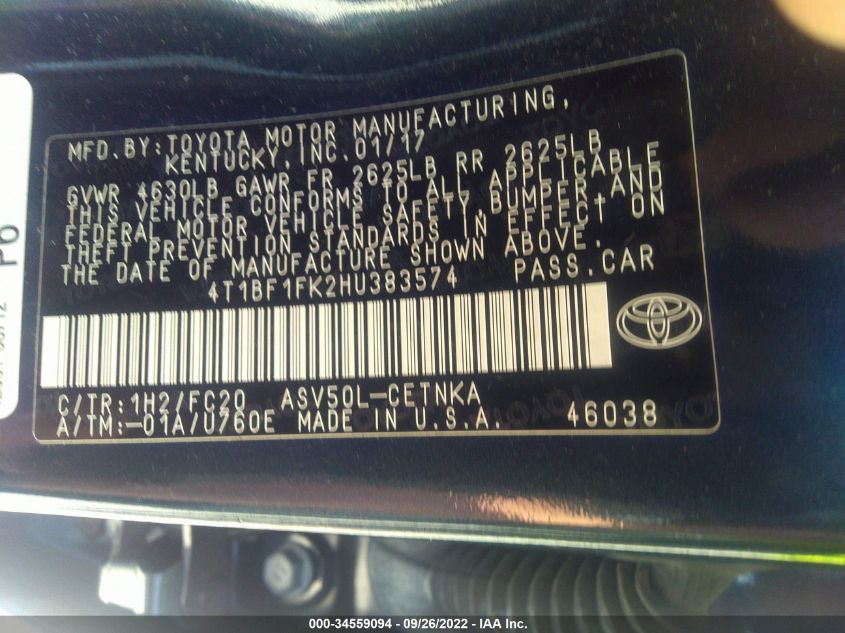 MFD.BY:TOYOTA MOTOR MANUFACTURING,
KENTUCKY, INC.01/17
GVWR 4630LB GAWR FR 2625LB RR 2625LB
THIS VEHICLE CONFORMS TO ALL APPLICABLE
FEDERAL MOTOR VEHICLE SAFETY,BUMPER,AND
THEFT PREVENTION STANDARDS IN EFFECT ON
THE DATE OF MANUFACTURE SHOWN ABOVE.
4T1BF1FK2HU383574 PASS.CAR
C/TR:1H2/FC20 ASV50L-CETNKA
A/TM:-01A/U760E MADE IN U.S.A. 46038
P6
000-34559094 - 09/26/2022 - IAA Inc.